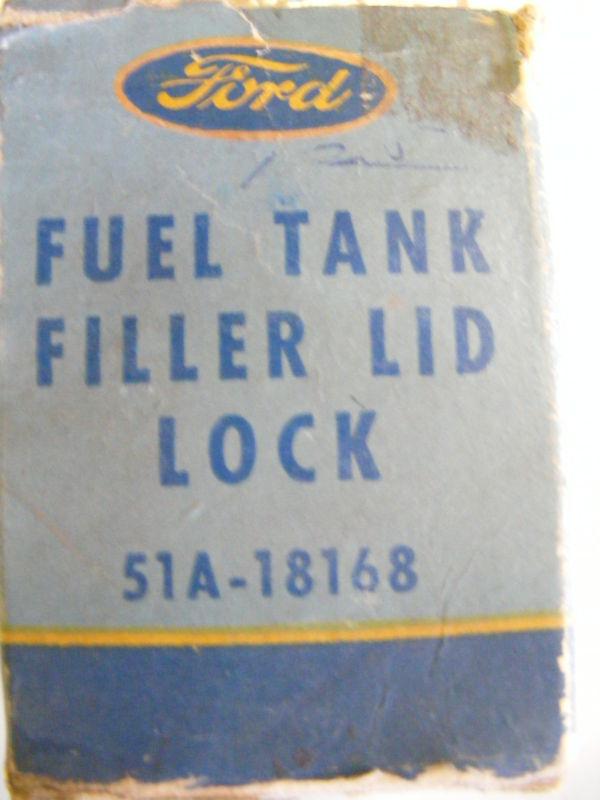 Ford
FUEL TANK
FILLER LID
LOCK
51A-18168